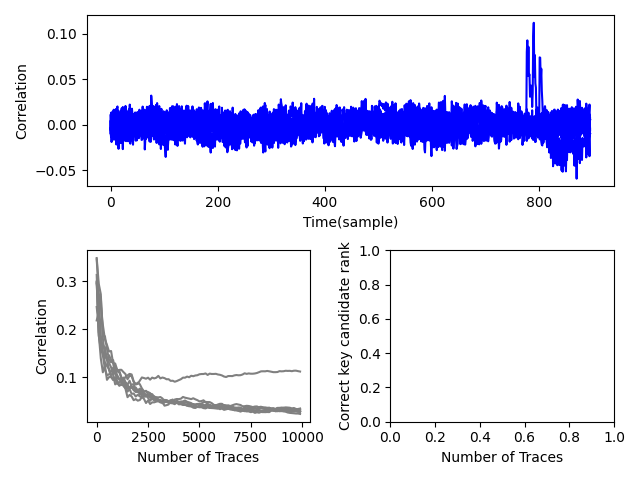 0.10
0.05
0.00
−0.05
Correlation
0 200 400 600 800
Time(sample)
0.3
0.2
0.1
Correlation
0 2500 5000 7500 10000
Number of Traces
1.0
0.8
0.6
0.4
0.2
0.0
Correct key candidate rank
0.0 0.2 0.4 0.6 0.8 1.0
Number of Traces